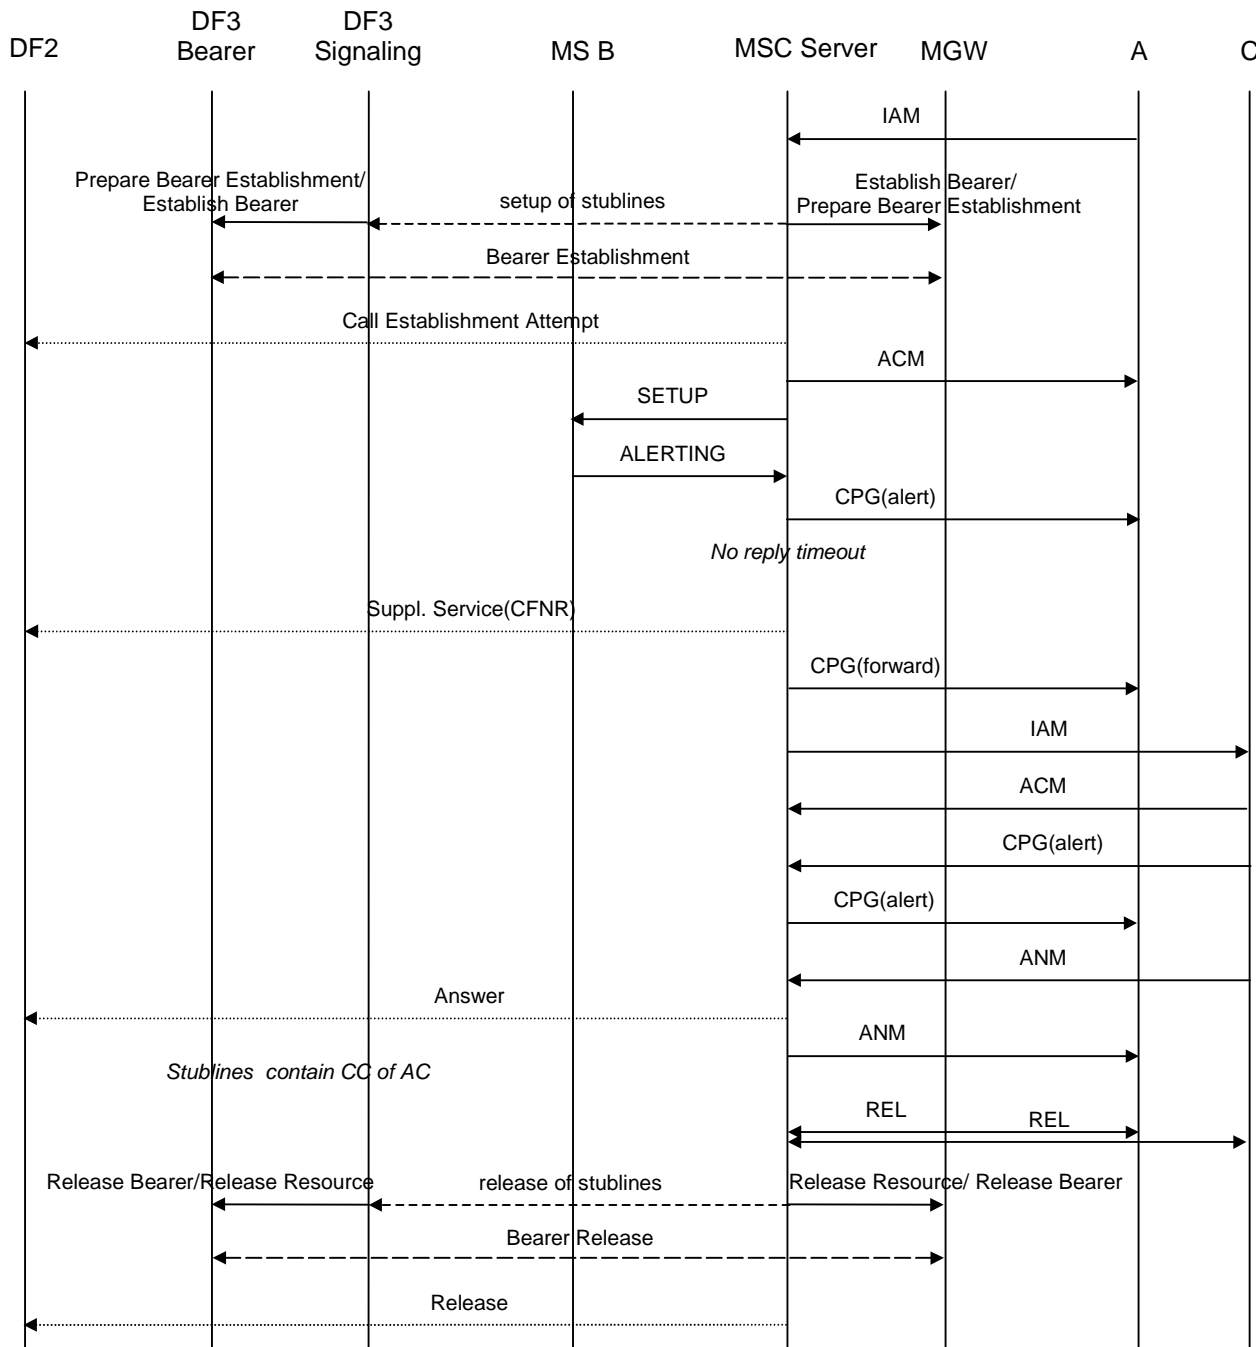 DF2
DF3
Bearer
DF3
Signaling
MS B
MSC Server
MGW
A
C
IAM
Prepare Bearer Establishment/
Establish Bearer
setup of stublines
Establish Bearer/
Prepare Bearer Establishment
Bearer Establishment
Call Establishment Attempt
ACM
SETUP
ALERTING
CPG(alert)
No reply timeout
Suppl. Service(CFNR)
CPG(forward)
IAM
ACM
CPG(alert)
CPG(alert)
ANM
Answer
ANM
Stublines contain CC of AC
REL
REL
Release Bearer/Release Resource
release of stublines
Release Resource/ Release Bearer
Bearer Release
Release